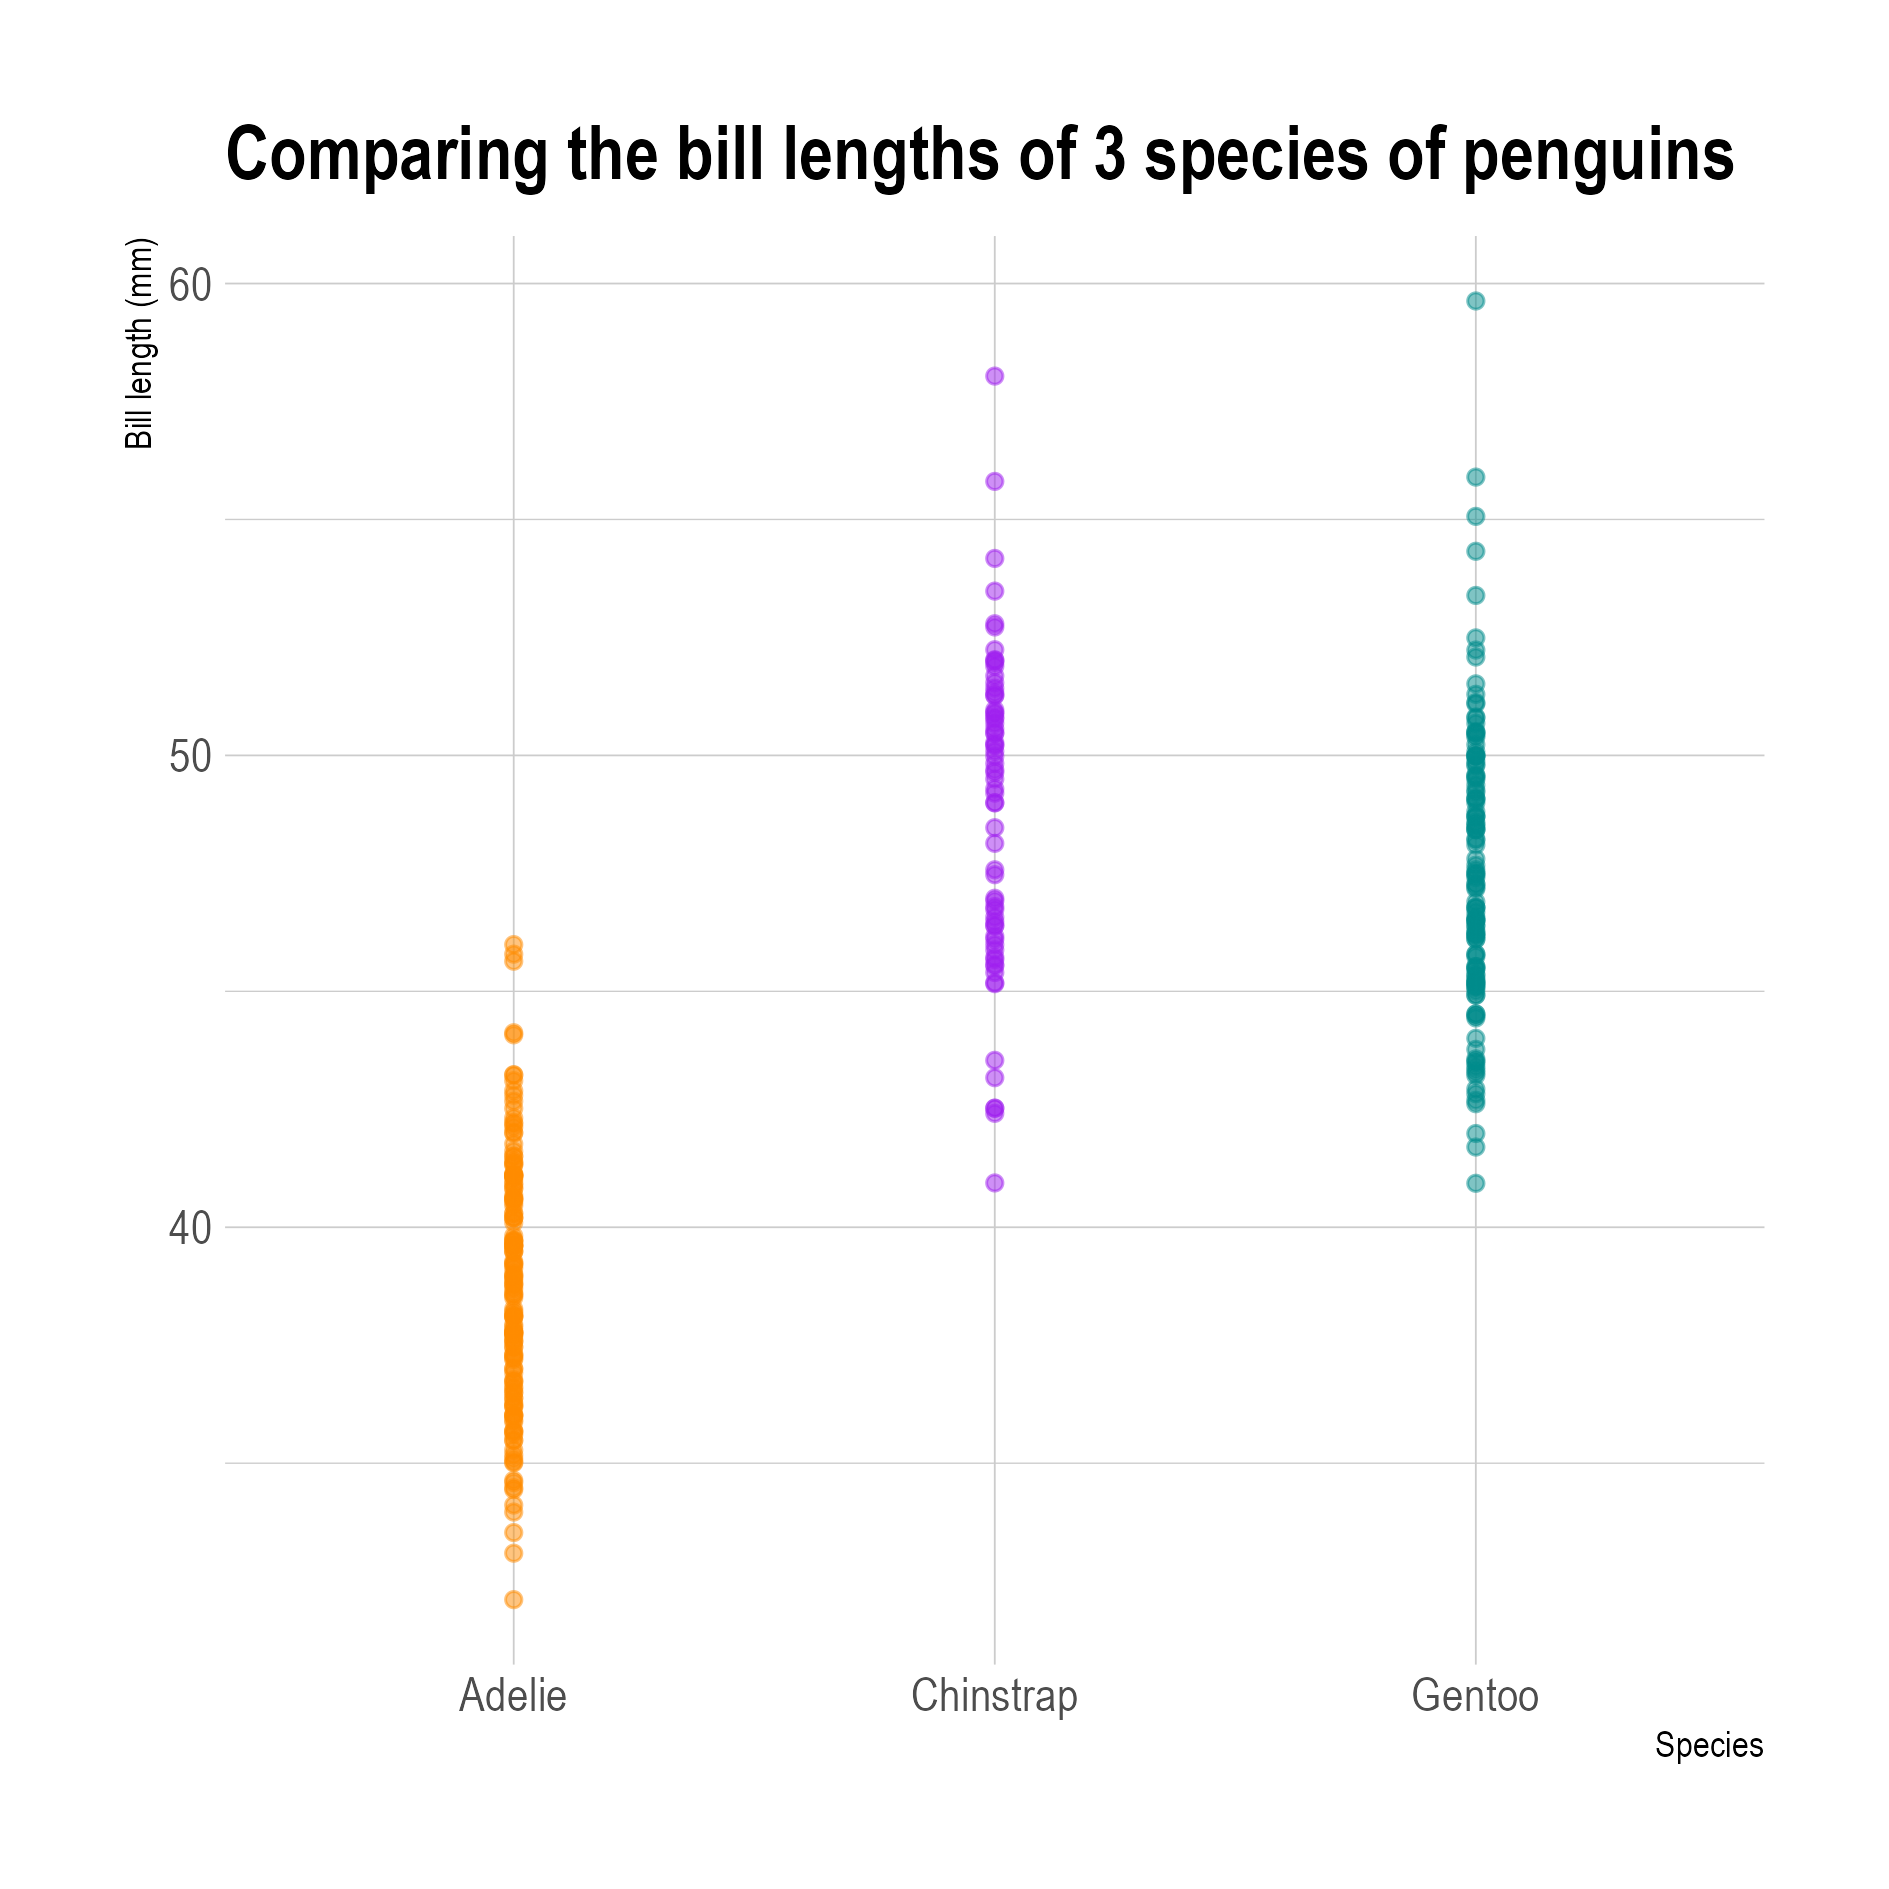 Comparing the bill lengths of 3 species of penguins
Bill length (mm)
60
50
40
Adelie
Chinstrap
Gentoo
Species